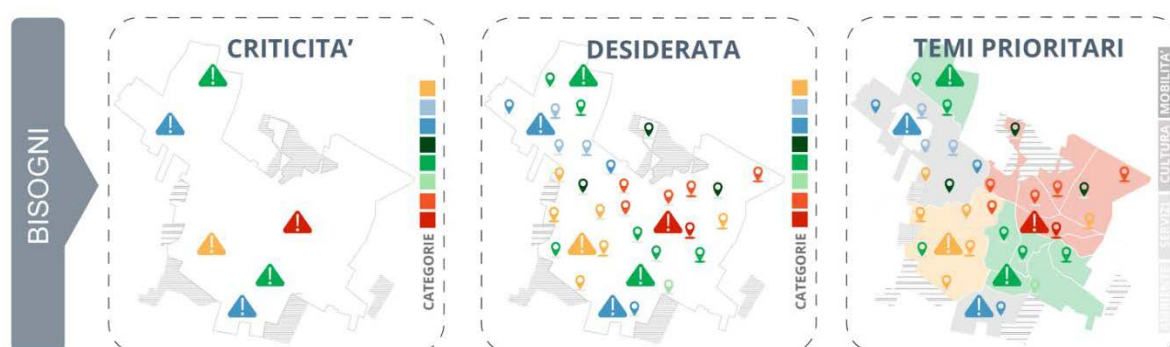 BISOGNI
CRITICITA'
CATEGORIE
DESIDERATA
CATEGORIE
TEMI PRIORITARI
MOBILITA'
CULTURA